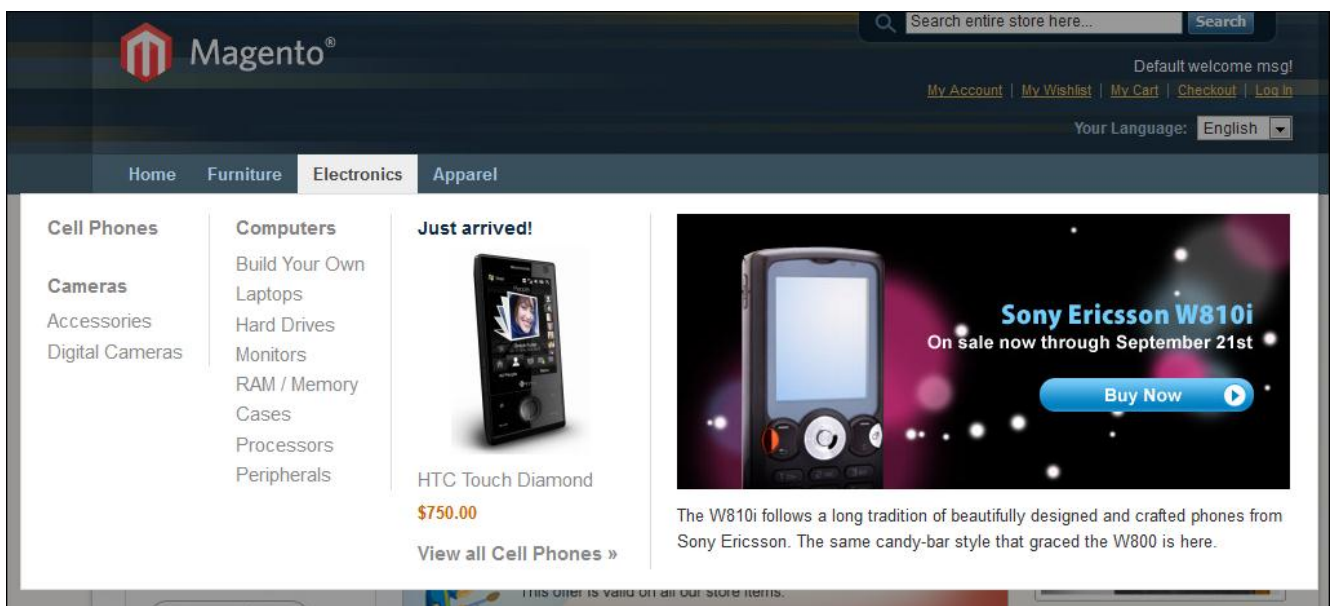 Magento®
Search entire store here...
Search
Default welcome msg!
My Account | My Wishlist | My Cart | Checkout | Log In
Your Language: English
Home Furniture Electronics Apparel
Cell Phones
Cameras
Accessories
Digital Cameras
Computers
Build Your Own
Laptops
Hard Drives
Monitors
RAM / Memory
Cases
Processors
Peripherals
Just arrived!
HTC Touch Diamond
$750.00
View all Cell Phones »
Sony Ericsson W810i
On sale now through September 21st
Buy Now
The W810i follows a long tradition of beautifully designed and crafted phones from
Sony Ericsson. The same candy-bar style that graced the W800 is here.
This offer is valid on all our store items.